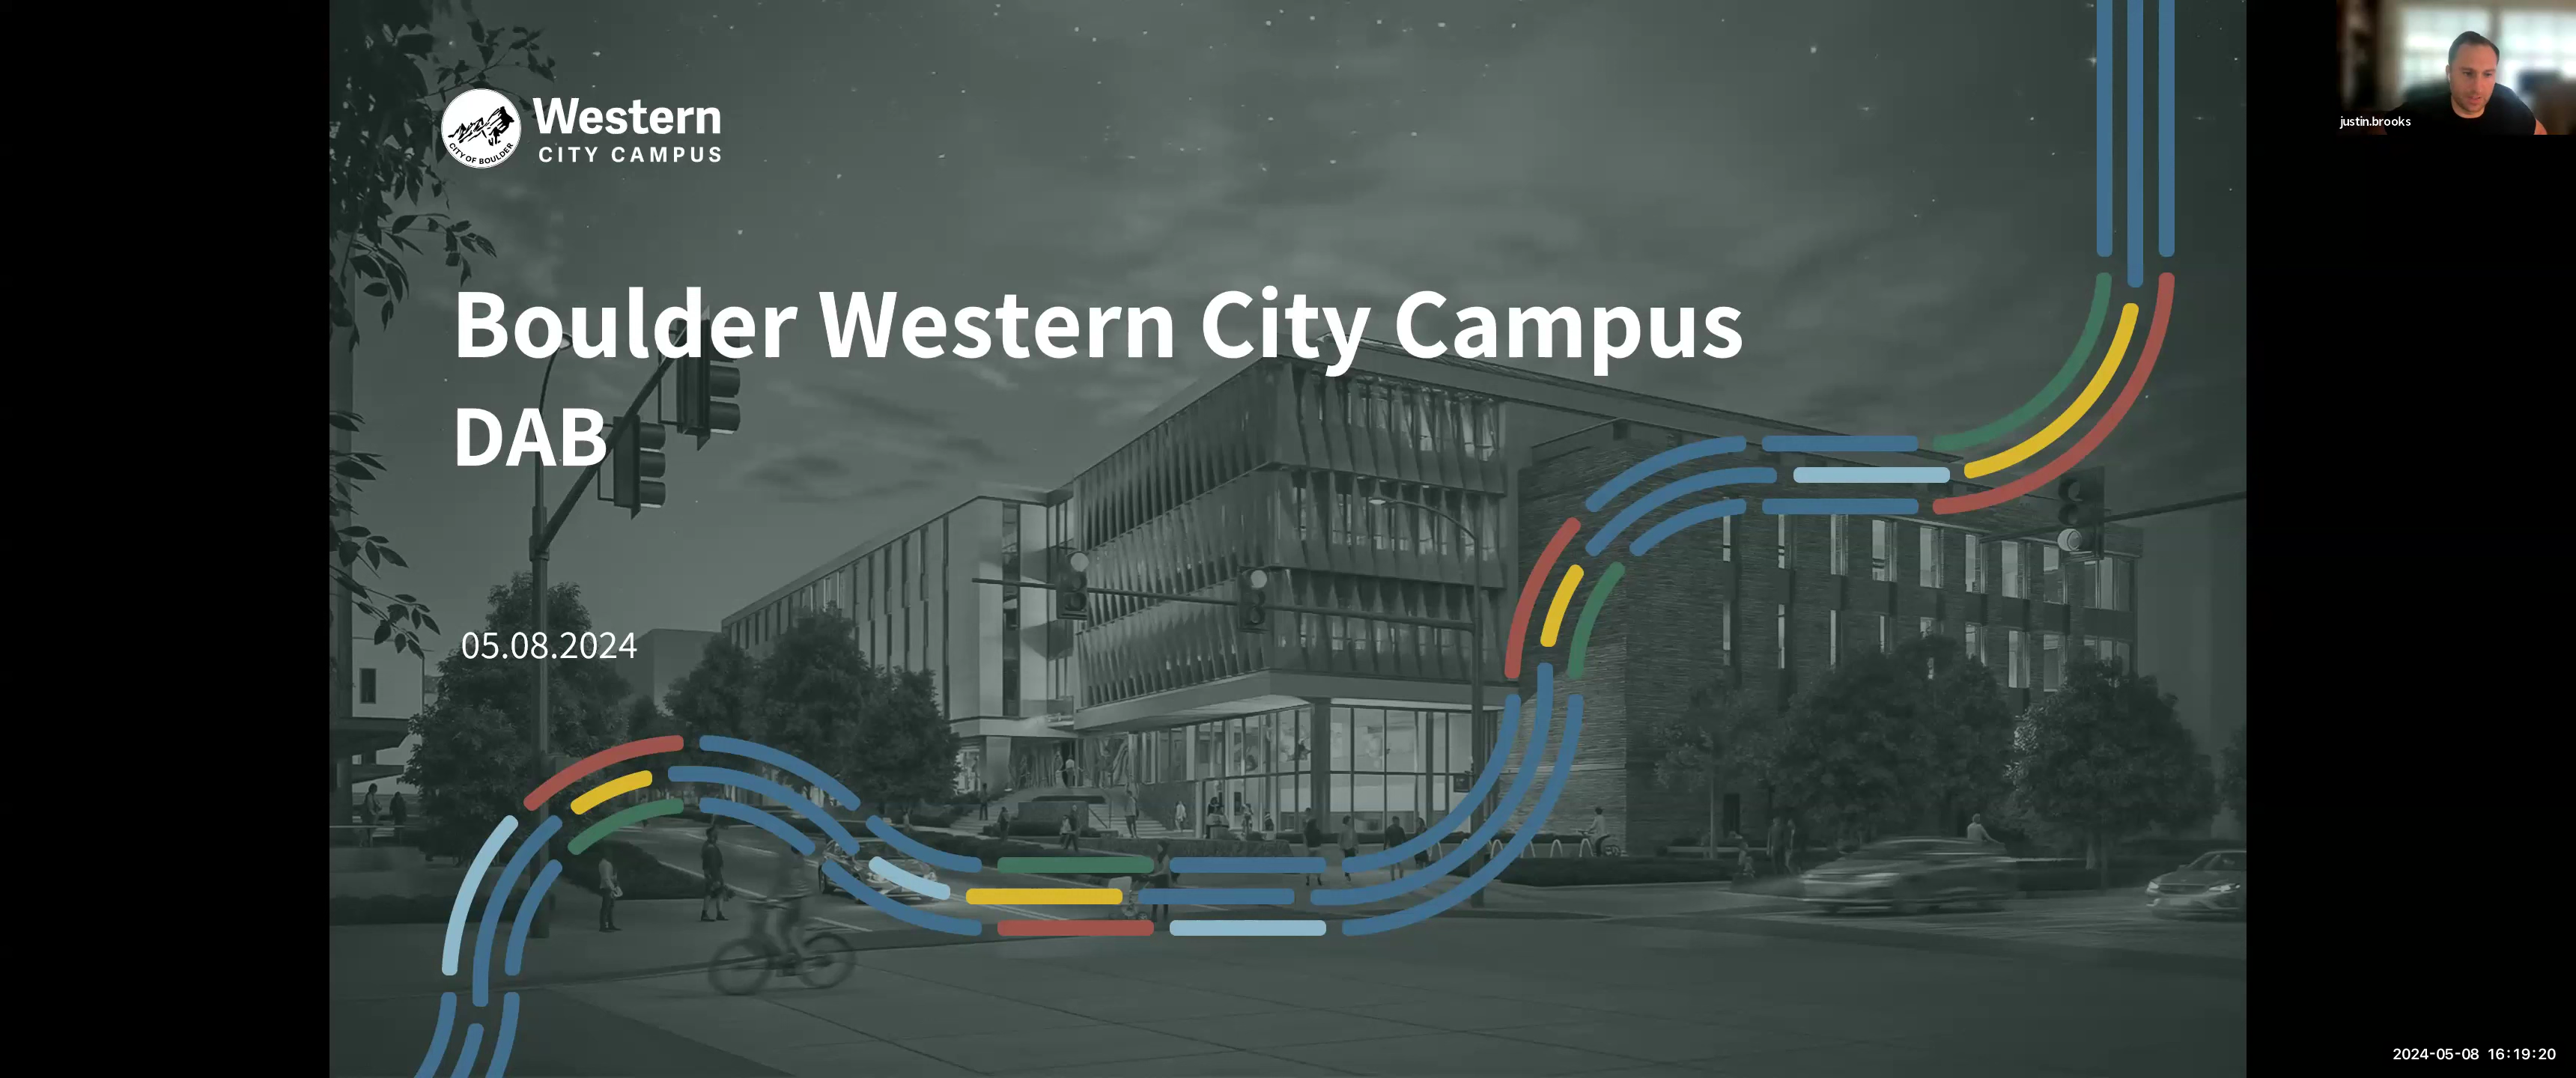 CITY OF BOULDER
Western
CITY CAMPUS
justin.brooks
Boulder Western City Campus
DAB
05.08.2024
2024-05-08 16:19:20